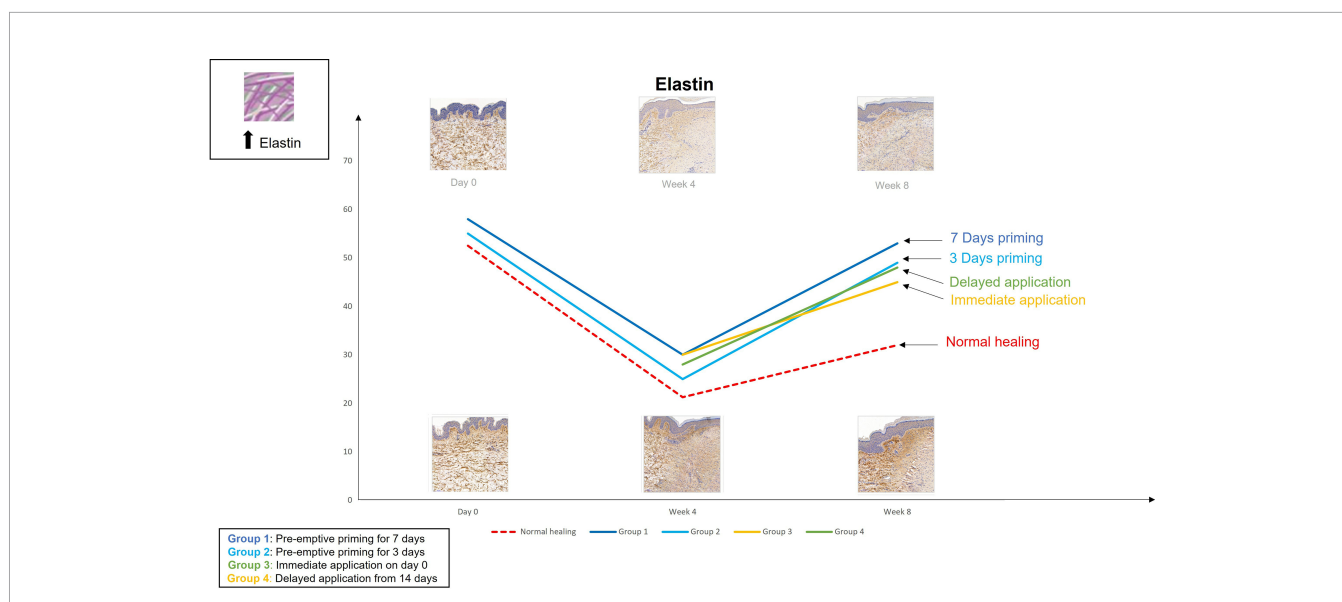 Elastin
Elastin
Day 0
Week 4
Week 8
70
60
50
40
30
20
10
0
7 Days priming
3 Days priming
Delayed application
Immediate application
Normal healing
Day 0
Week 4
Week 8
Normal healing
Group 1
Group 2
Group 3
Group 4
Group 1: Pre-emptive priming for 7 days
Group 2: Pre-emptive priming for 3 days
Group 3: Immediate application on day 0
Group 4: Delayed application from 14 days